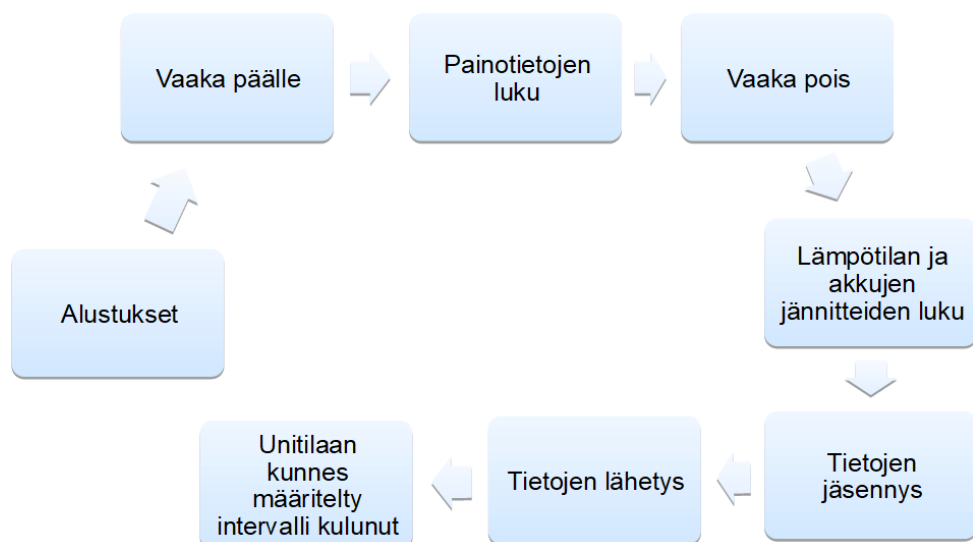 Alustukset
Vaaka päälle
Painotietojen
luku
Vaaka pois
Lämpötilan ja
akkujen
jännitteiden luku
Tietojen
jäsennys
Tietojen lähetys
Unitilaan
kunnes
määritelty
intervalli kulunut